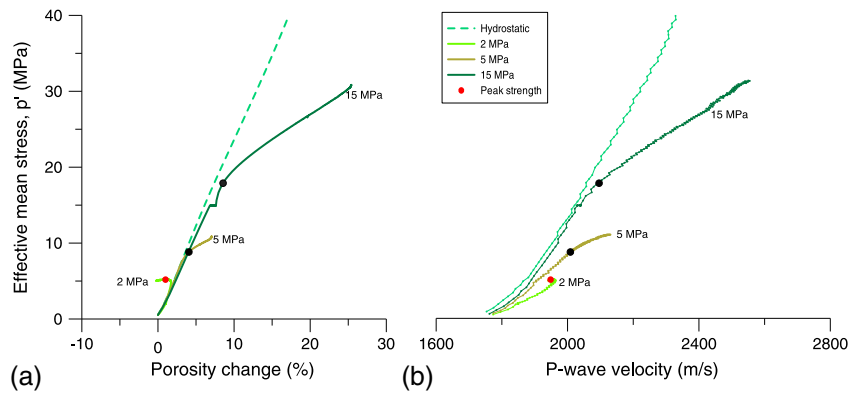 40
30
20
10
0
-10
0
10
20
30
Effective mean stress, p' (MPa)
Porosity change (%)
(a)
15 MPa
5 MPa
2 MPa
Hydrostatic
2 MPa
5 MPa
15 MPa
Peak strength
15 MPa
5 MPa
2 MPa
1600
2000
2400
2800
P-wave velocity (m/s)
(b)